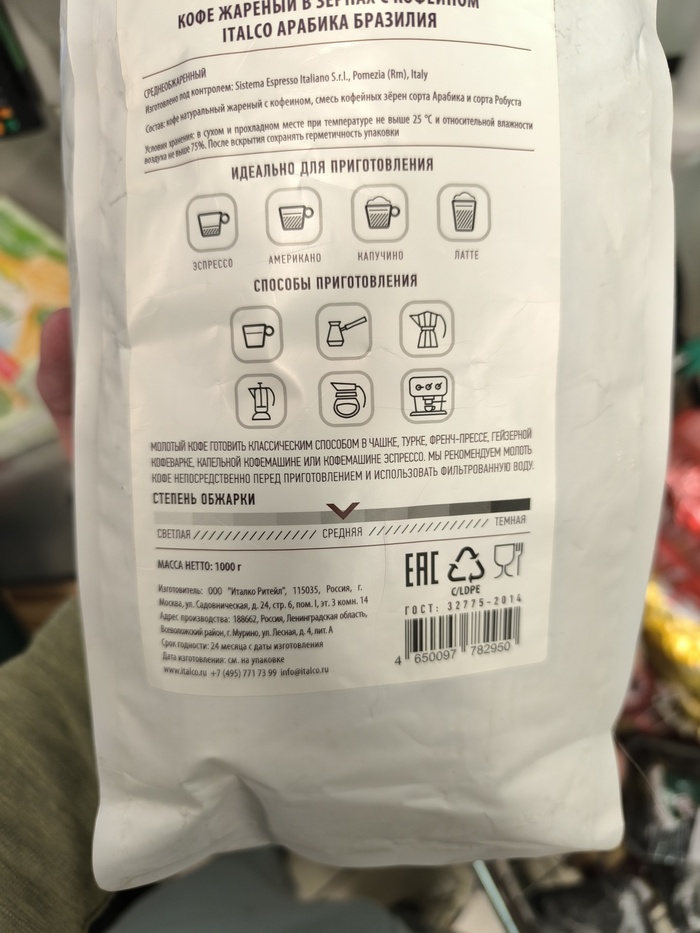 КОФЕ ЖАРЕНЫЙ В ЗЕРНАХ С КОФЕИНОМ
ITALCO АРАБИКА БРАЗИЛИЯ
СРЕДНЕОБЖАРЕННЫЙ
Изготовлено под контролем: Sistema Espresso Italiano S.r.l., Pomezia (Rm), Italy
Состав: кофе натуральный жареный с кофеином, смесь кофейных зёрен сорта Арабика и сорта Робуста
Условия хранения: в сухом и прохладном месте при температуре не выше 25 °С и относительной влажности
воздуха не выше 75%. После вскрытия сохранять герметичность упаковки
ИДЕАЛЬНО ДЛЯ ПРИГОТОВЛЕНИЯ
ЭСПРЕССО АМЕРИКАНО КАПУЧИНО ЛАТТЕ
СПОСОБЫ ПРИГОТОВЛЕНИЯ
МОЛОТЫЙ КОФЕ ГОТОВИТЬ КЛАССИЧЕСКИМ СПОСОБОМ В ЧАШКЕ, ТУРКЕ, ФРЕНЧ-ПРЕССЕ, ГЕЙЗЕРНОЙ
КОФЕВАРКЕ, КАПЕЛЬНОЙ КОФЕМАШИНЕ ИЛИ КОФЕМАШИНЕ ЭСПРЕССО. МЫ РЕКОМЕНДУЕМ МОЛОТЬ
КОФЕ НЕПОСРЕДСТВЕННО ПЕРЕД ПРИГОТОВЛЕНИЕМ И ИСПОЛЬЗОВАТЬ ФИЛЬТРОВАННУЮ ВОДУ.
СТЕПЕНЬ ОБЖАРКИ
СВЕТЛАЯ СРЕДНЯЯ ТЕМНАЯ
МАССА НЕТТО: 1000 г
Изготовитель: ООО "Италко Ритейл", 115035, Россия, г.
Москва, ул. Садовническая, д. 24, стр. 6, пом. I, эт. 3 комн. 14
Адрес производства: 188662, Россия, Ленинградская область,
Всеволожский район, г. Мурино, ул. Лесная, д. 4, лит. А
Срок годности: 24 месяца с даты изготовления
Дата изготовления: см. на упаковке
www.italco.ru +7 (495) 771 73 99 info@italco.ru
ЕАС
C/LDPE
ГОСТ: 32775-2014
4 650097 782950